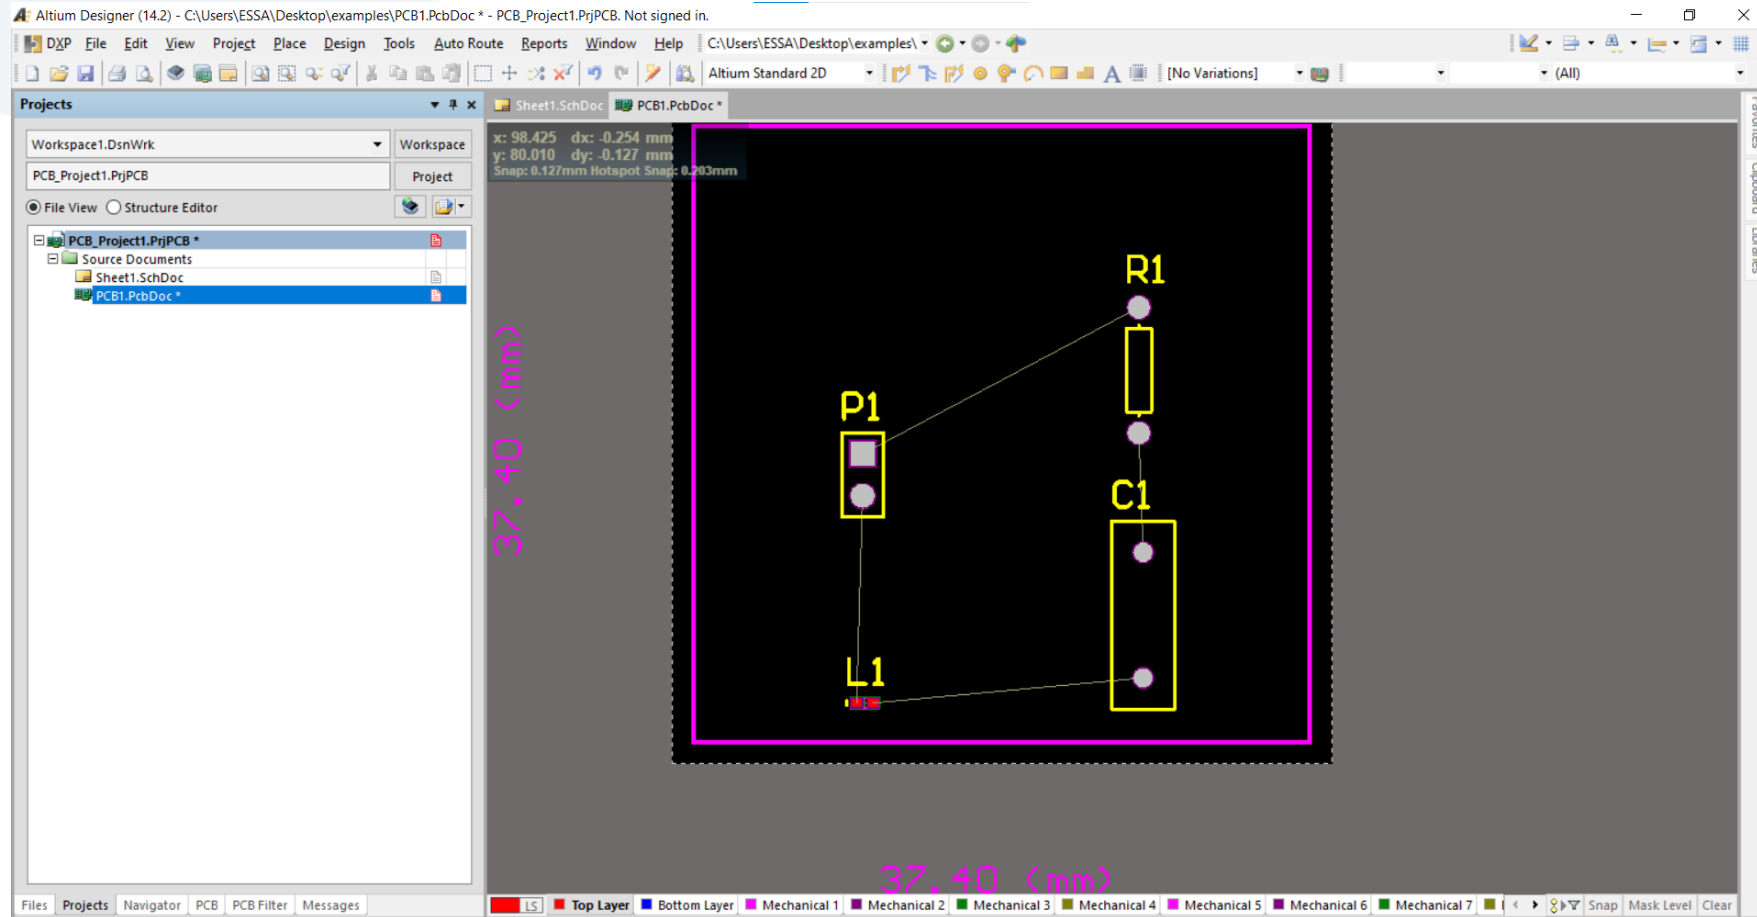 Altium Designer (14.2) - C:\Users\ESSA\Desktop\examples\PCB1.PcbDoc * - PCB_Project1.PrjPCB. Not signed in.
DXP File Edit View Project Place Design Tools Auto Route Reports Window Help C:\Users\ESSA\Desktop\examples\
Altium Standard 2D [No Variations] (All)
Projects
Sheet1.SchDoc PCB1.PcbDoc *
Workspace1.DsnWrk Workspace
PCB_Project1.PrjPCB Project
File View Structure Editor
PCB_Project1.PrjPCB *
Source Documents
Sheet1.SchDoc
PCB1.PcbDoc *
x: 98.425 dx: -0.254 mm
y: 80.010 dy: -0.127 mm
Snap: 0.127mm Hotspot Snap: 0.203mm
R1
P1
C1
L1
37.40 (mm)
37.40 (mm)
Favorites
Clipboard
Libraries
Files Projects Navigator PCB PCB Filter Messages
LS Top Layer Bottom Layer Mechanical 1 Mechanical 2 Mechanical 3 Mechanical 4 Mechanical 5 Mechanical 6 Mechanical 7 Snap Mask Level Clear